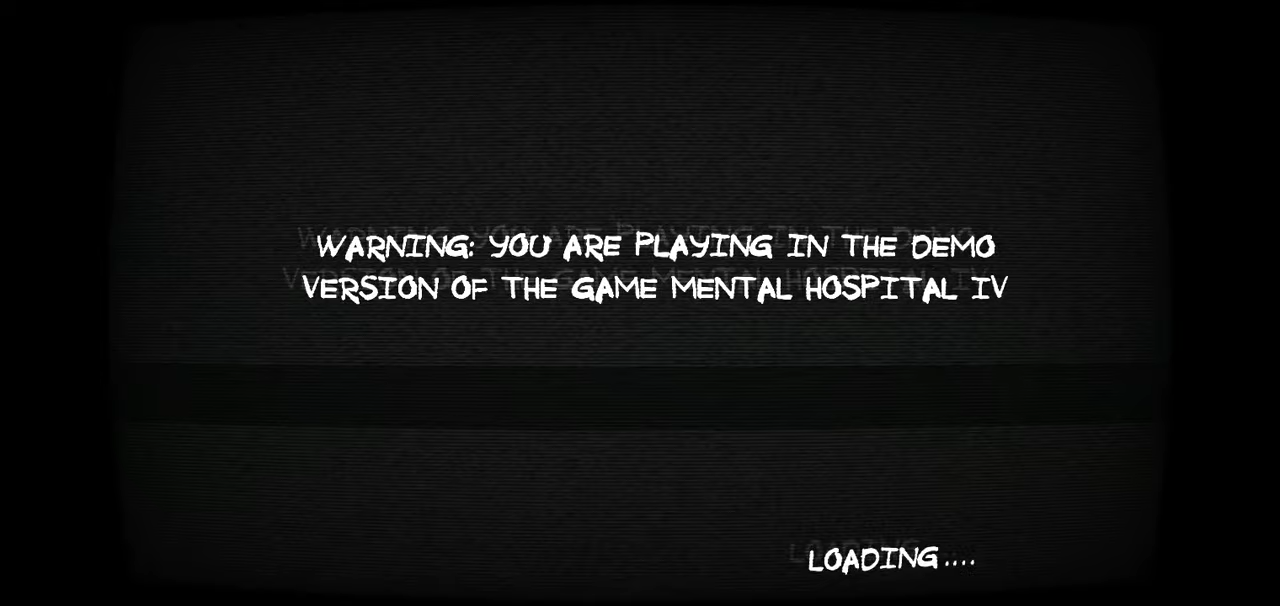 WARNING: YOU ARE PLAYING IN THE DEMO
VERSION OF THE GAME MENTAL HOSPITAL IV
LOADING....